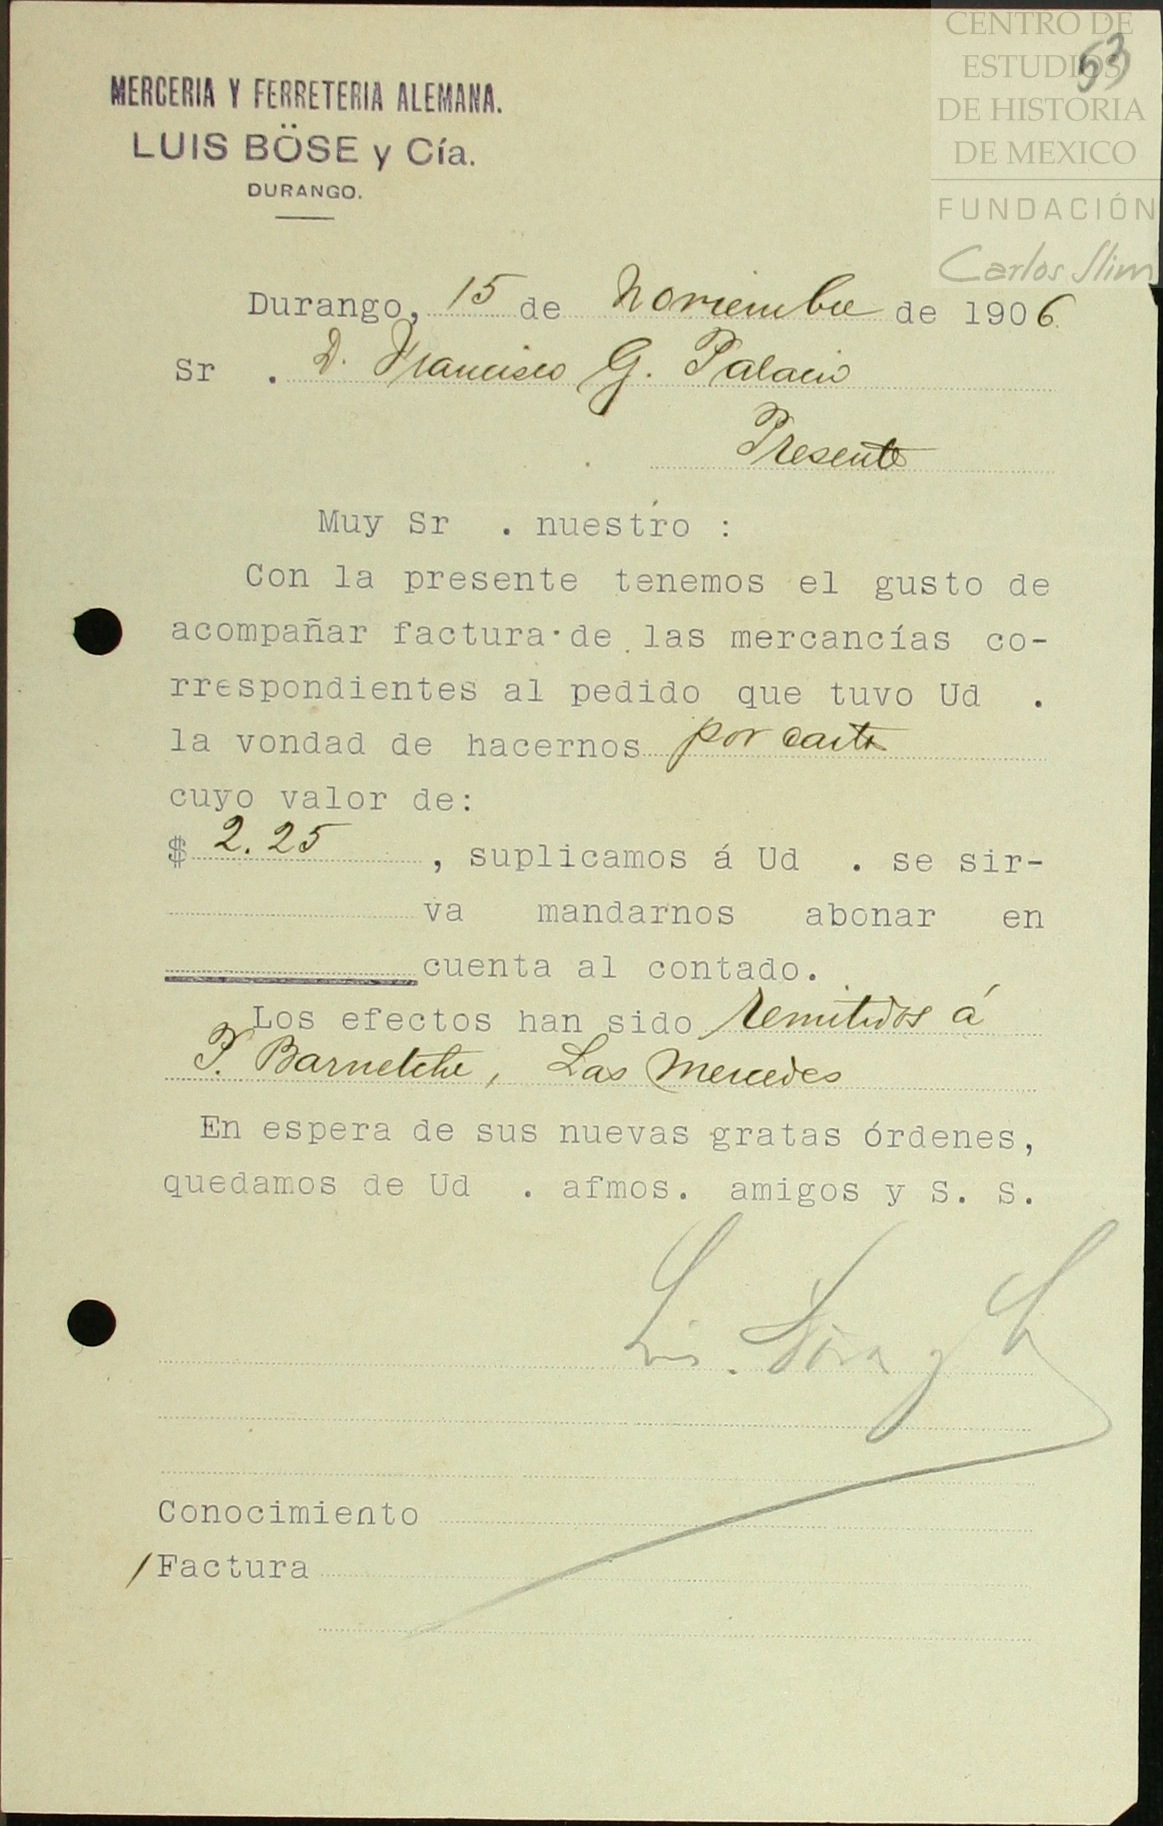 CENTRO DE
ESTUDIOS
DE HISTORIA
DE MEXICO
FUNDACIÓN
Carlos Slim
53
MERCERIA Y FERRETERIA ALEMANA.
LUIS BÖSE y Cía.
DURANGO.
Durango, 15 de Noviembre de 1906.
Sr . D. Francisco G. Palacio
Presente
Muy Sr . nuestro :
Con la presente tenemos el gusto de
acompañar factura de las mercancías co-
rrespondientes al pedido que tuvo Ud .
la vondad de hacernos por carta
cuyo valor de:
$ 2.25 , suplicamos á Ud . se sir-
va mandarnos abonar en
cuenta al contado.
Los efectos han sido remitidos á
P. Barnetche, Las Mercedes
En espera de sus nuevas gratas órdenes,
quedamos de Ud . afmos. amigos y S. S.
Luis Böse y C
Conocimiento
/ Factura